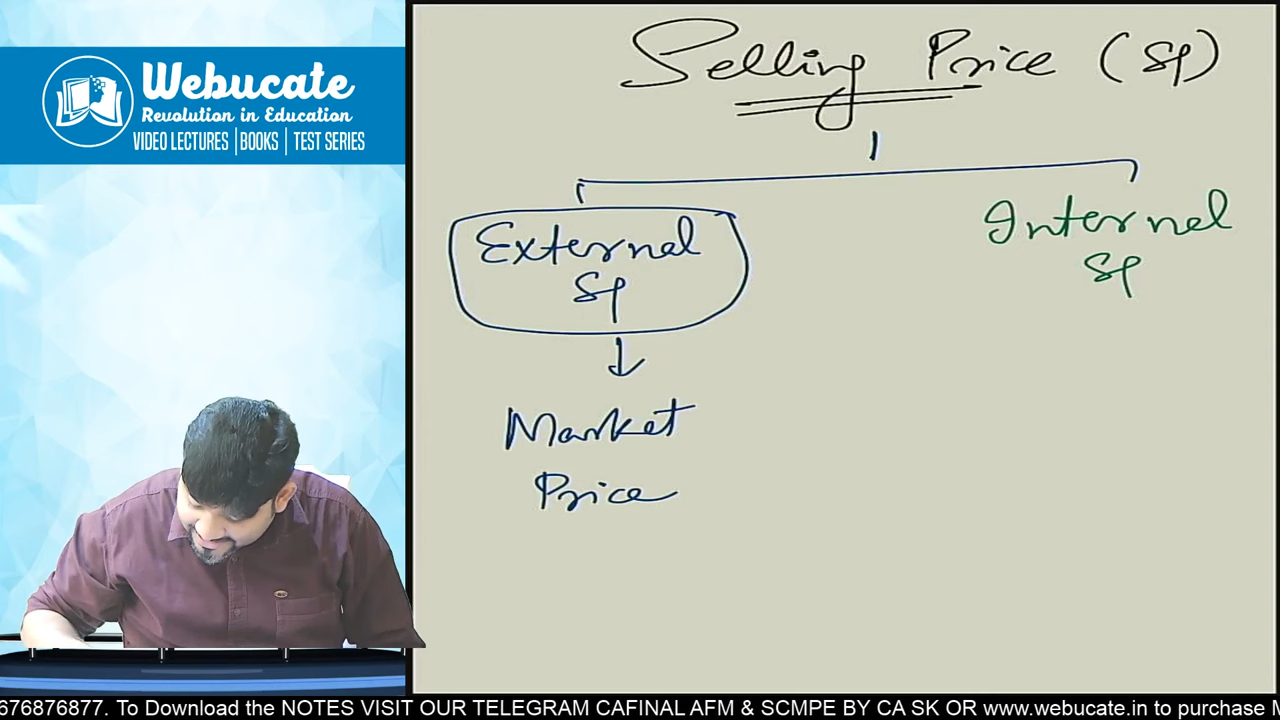 Webucate
Revolution in Education
VIDEO LECTURES | BOOKS | TEST SERIES
Selling Price (SP)
External
SP
Internal
SP
Market
Price
676876877. To Download the NOTES VISIT OUR TELEGRAM CAFINAL AFM & SCMPE BY CA SK OR www.webucate.in to purchase M